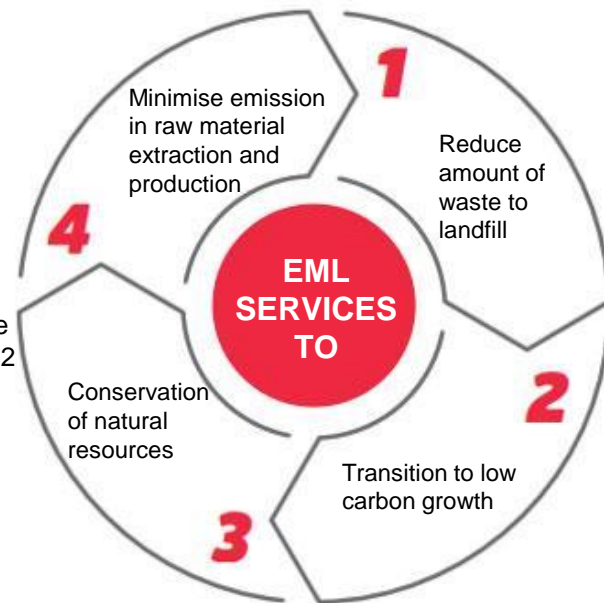 1
Reduce
amount of
waste to
landfill
2
Transition to low
carbon growth
3
Conservation
of natural
resources
4
Minimise emission
in raw material
extraction and
production
EML
SERVICES
TO
2